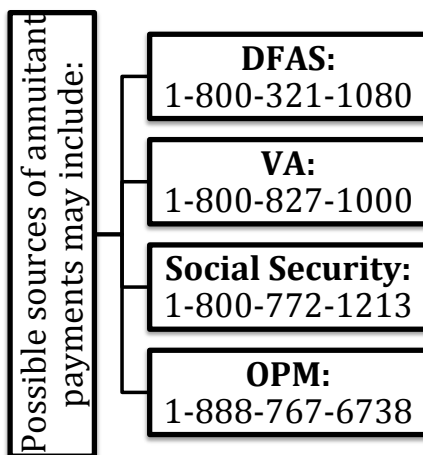 Possible sources of annuitant
payments may include:
DFAS:
1-800-321-1080
VA:
1-800-827-1000
Social Security:
1-800-772-1213
OPM:
1-888-767-6738